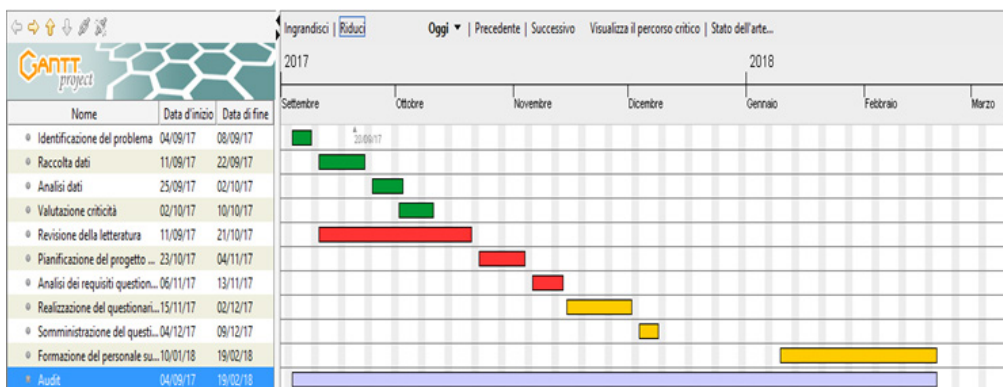 Ingrandisci | Riduci Oggi ▼ | Precedente | Successivo Visualizza il percorso critico | Stato dell'arte...
GANTT project
2017 2018
Settembre Ottobre Novembre Dicembre Gennaio Febbraio Marzo
Nome Data d'inizio Data di fine
Identificazione del problema 04/09/17 08/09/17
20/09/17
Raccolta dati 11/09/17 22/09/17
Analisi dati 25/09/17 02/10/17
Valutazione criticità 02/10/17 10/10/17
Revisione della letteratura 11/09/17 21/10/17
Pianificazione del progetto ... 23/10/17 04/11/17
Analisi dei requisiti question... 06/11/17 13/11/17
Realizzazione del questionari... 15/11/17 02/12/17
Somministrazione del questi... 04/12/17 09/12/17
Formazione del personale su... 10/01/18 19/02/18
Audit 04/09/17 19/02/18